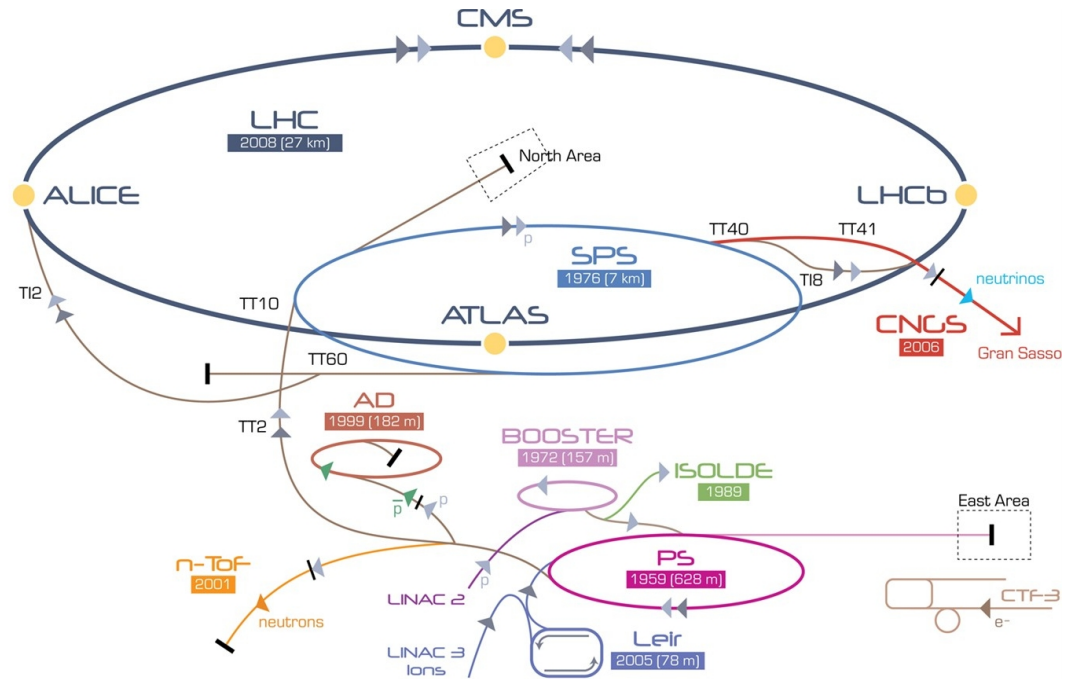 CMS
LHC
2008 (27 km)
North Area
ALICE
LHCb
TT40
TT41
SPS
1976 (7 km)
TI8
TI2
TT10
ATLAS
neutrinos
CNGS
2006
Gran Sasso
TT60
AD
1999 (182 m)
TT2
BOOSTER
1972 (157 m)
ISOLDE
1989
East Area
p
p
p̅
n-ToF
2001
neutrons
LINAC 2
p
PS
1959 (628 m)
CTF-3
e-
LINAC 3
Ions
Leir
2005 (78 m)